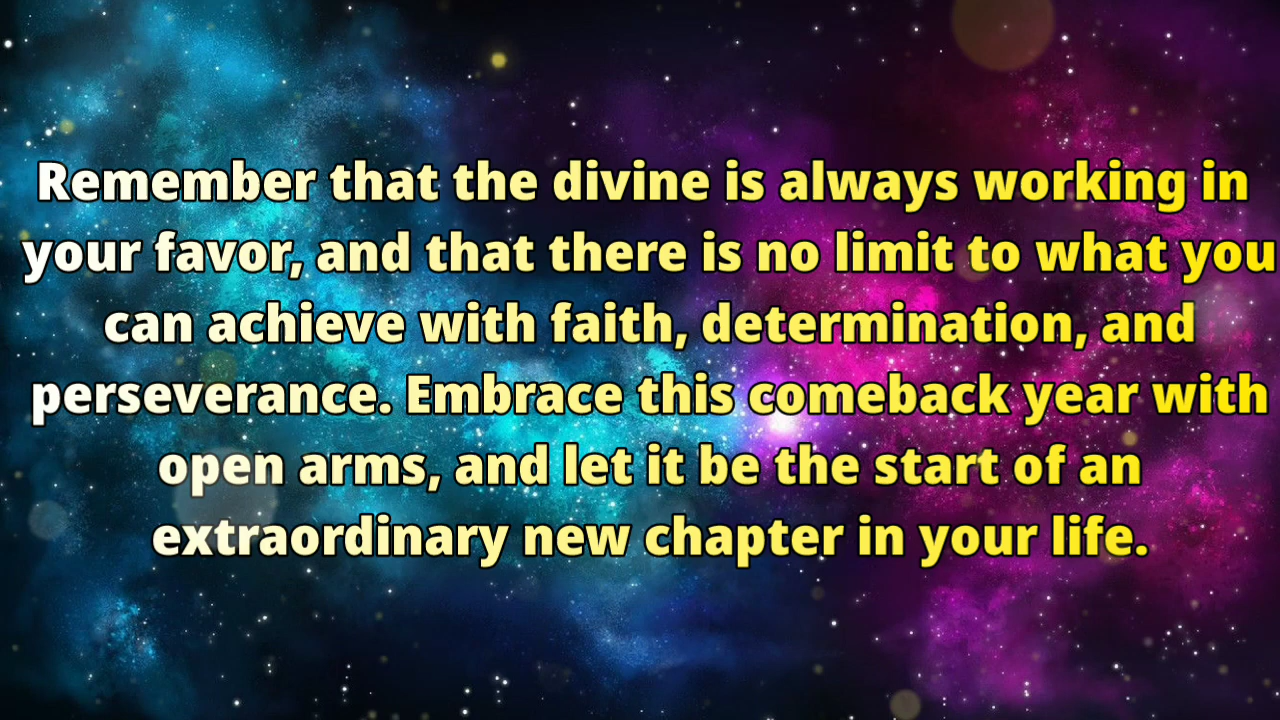 Remember that the divine is always working in
your favor, and that there is no limit to what you
can achieve with faith, determination, and
perseverance. Embrace this comeback year with
open arms, and let it be the start of an
extraordinary new chapter in your life.